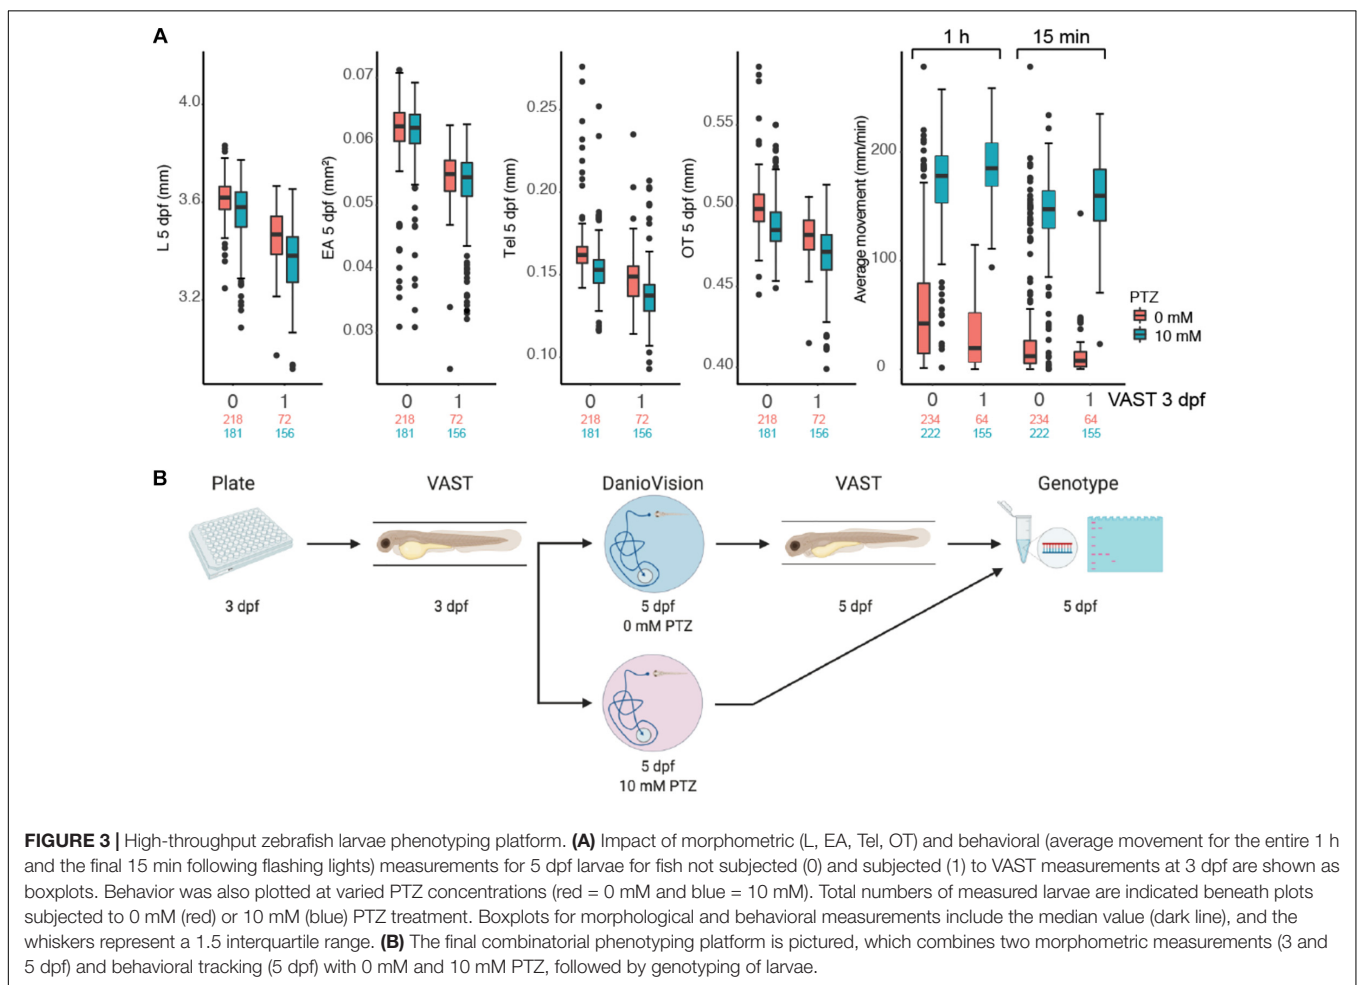 A
1 h 15 min
L 5 dpf (mm)
4.0
3.6
3.2
EA 5 dpf (mm²)
0.07
0.06
0.05
0.04
0.03
Tel 5 dpf (mm)
0.25
0.20
0.15
0.10
OT 5 dpf (mm)
0.55
0.50
0.45
0.40
Average movement (mm/min)
200
100
0
PTZ
0 mM
10 mM
0 1 0 1 0 1 0 1 0 1 0 1 VAST 3 dpf
218 72 218 72 218 72 218 72 234 64 234 64
181 156 181 156 181 156 181 156 222 155 222 155
B
Plate VAST DanioVision VAST Genotype
3 dpf 3 dpf 5 dpf 5 dpf 5 dpf
0 mM PTZ
5 dpf
10 mM PTZ
FIGURE 3 | High-throughput zebrafish larvae phenotyping platform. (A) Impact of morphometric (L, EA, Tel, OT) and behavioral (average movement for the entire 1 h
and the final 15 min following flashing lights) measurements for 5 dpf larvae for fish not subjected (0) and subjected (1) to VAST measurements at 3 dpf are shown as
boxplots. Behavior was also plotted at varied PTZ concentrations (red = 0 mM and blue = 10 mM). Total numbers of measured larvae are indicated beneath plots
subjected to 0 mM (red) or 10 mM (blue) PTZ treatment. Boxplots for morphological and behavioral measurements include the median value (dark line), and the
whiskers represent a 1.5 interquartile range. (B) The final combinatorial phenotyping platform is pictured, which combines two morphometric measurements (3 and
5 dpf) and behavioral tracking (5 dpf) with 0 mM and 10 mM PTZ, followed by genotyping of larvae.